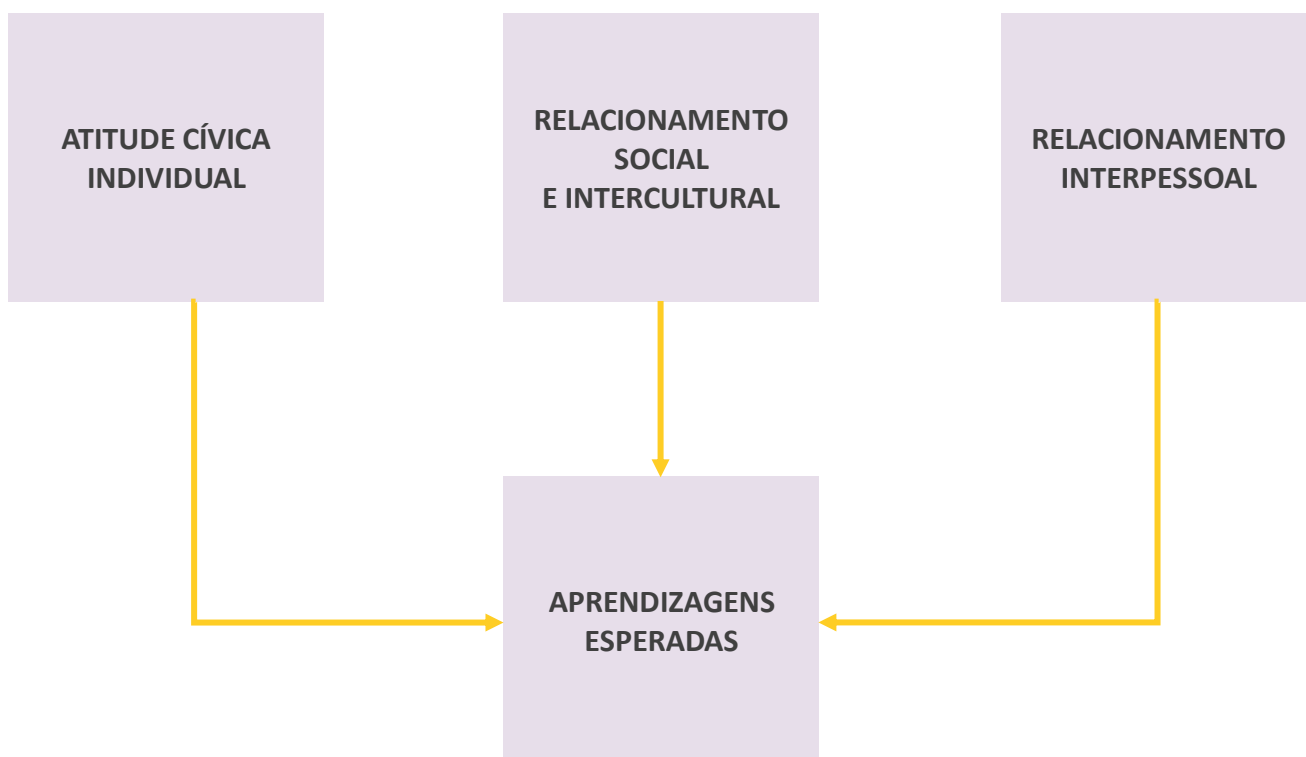 ATITUDE CÍVICA
INDIVIDUAL
RELACIONAMENTO
SOCIAL
E INTERCULTURAL
RELACIONAMENTO
INTERPESSOAL
APRENDIZAGENS
ESPERADAS